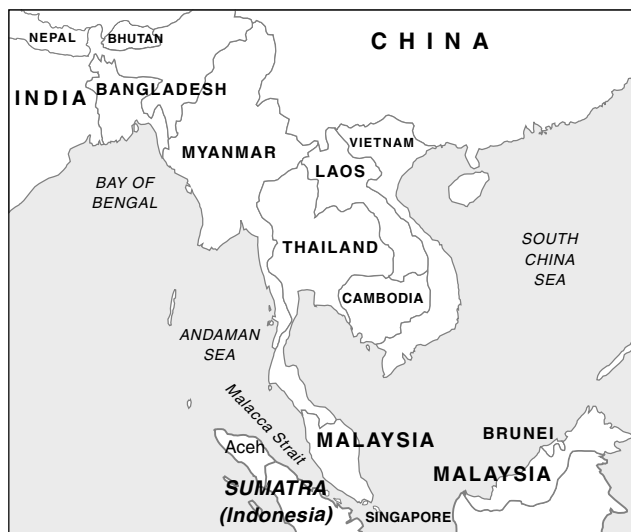 NEPAL
BHUTAN
CHINA
INDIA
BANGLADESH
MYANMAR
VIETNAM
LAOS
BAY OF
BENGAL
THAILAND
SOUTH
CHINA
SEA
CAMBODIA
ANDAMAN
SEA
Malacca Strait
Aceh
MALAYSIA
BRUNEI
MALAYSIA
SUMATRA
(Indonesia)
SINGAPORE